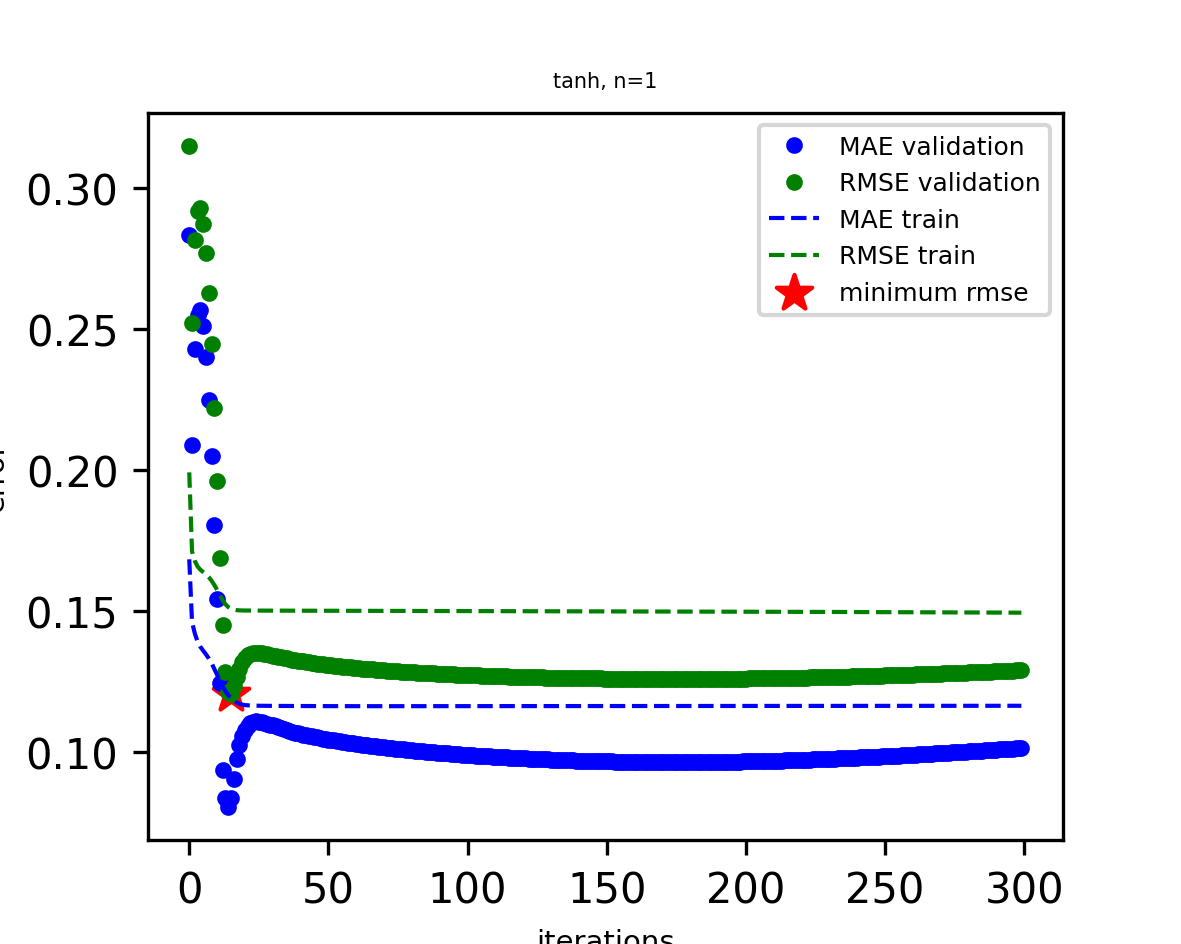 tanh, n=1
MAE validation
RMSE validation
MAE train
RMSE train
minimum rmse
0.30
0.25
0.20
0.15
0.10
0 50 100 150 200 250 300
iterations